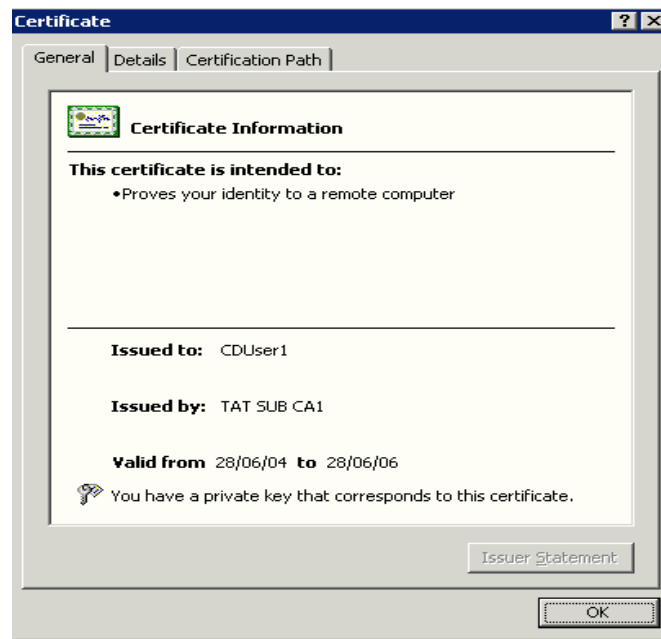 Certificate
General Details Certification Path
Certificate Information
This certificate is intended to:
•Proves your identity to a remote computer
Issued to: CDUser1
Issued by: TAT SUB CA1
Valid from 28/06/04 to 28/06/06
You have a private key that corresponds to this certificate.
Issuer Statement
OK